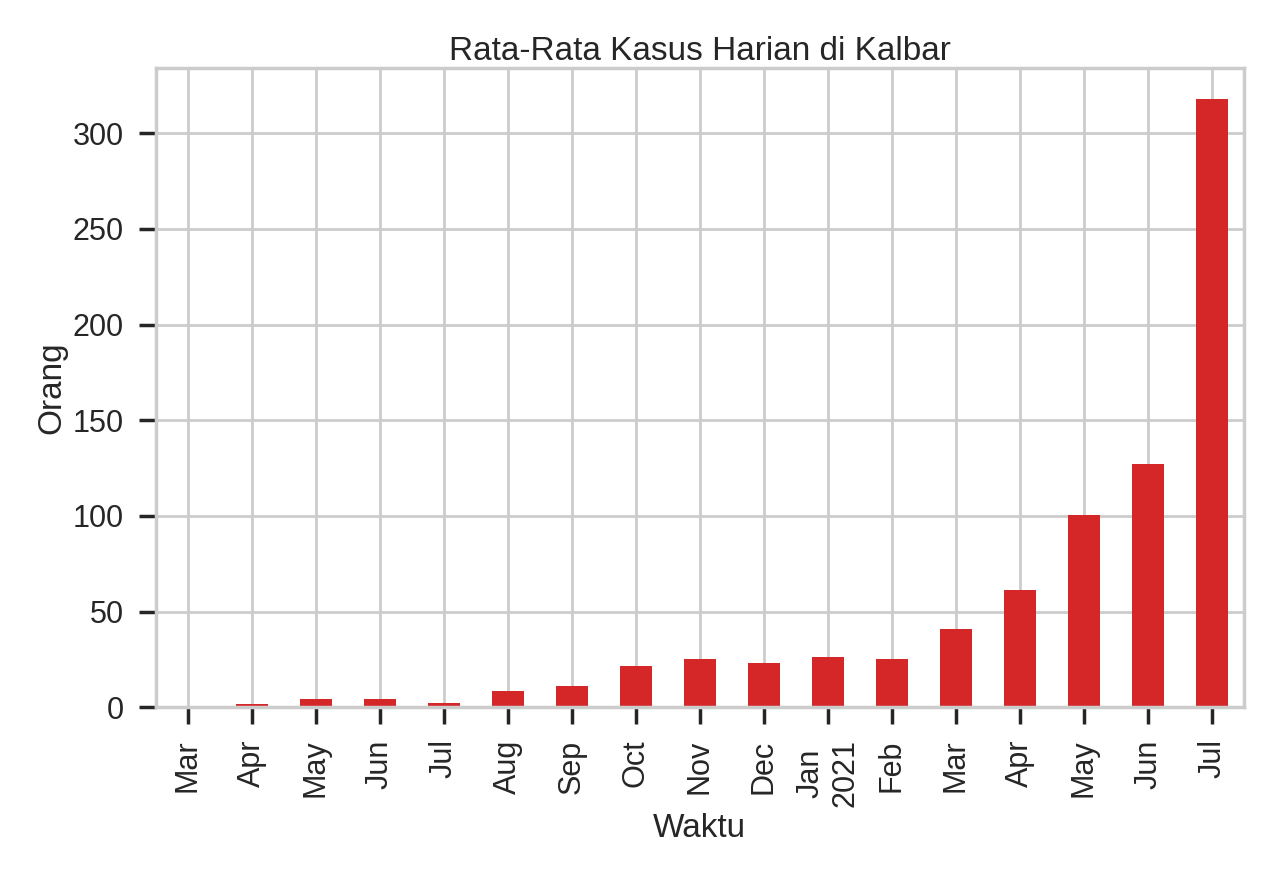 Rata-Rata Kasus Harian di Kalbar
Orang
300
250
200
150
100
50
0
Mar
Apr
May
Jun
Jul
Aug
Sep
Oct
Nov
Dec
Jan
2021
Feb
Mar
Apr
May
Jun
Jul
Waktu